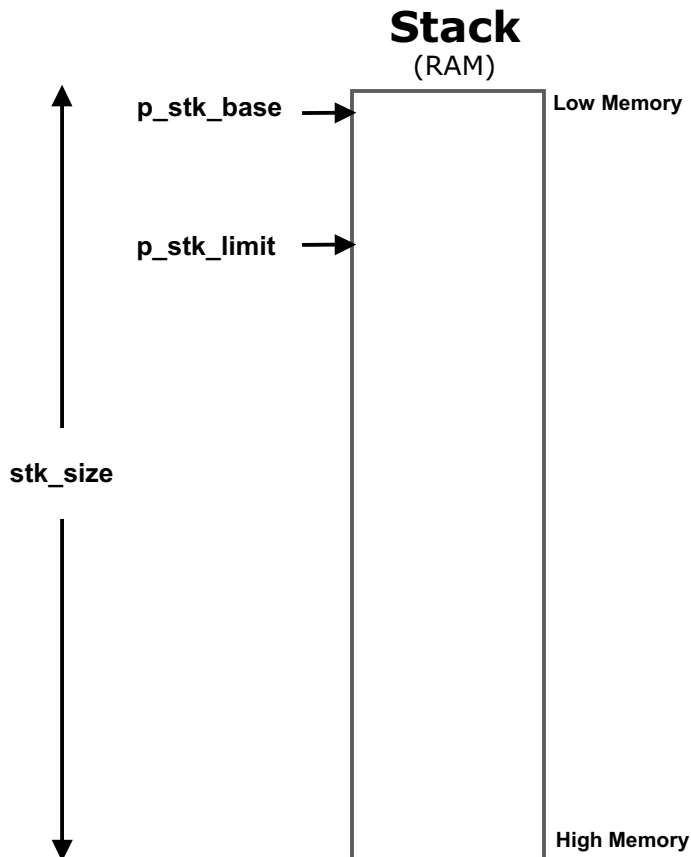 Stack
(RAM)
p_stk_base
Low Memory
p_stk_limit
stk_size
High Memory